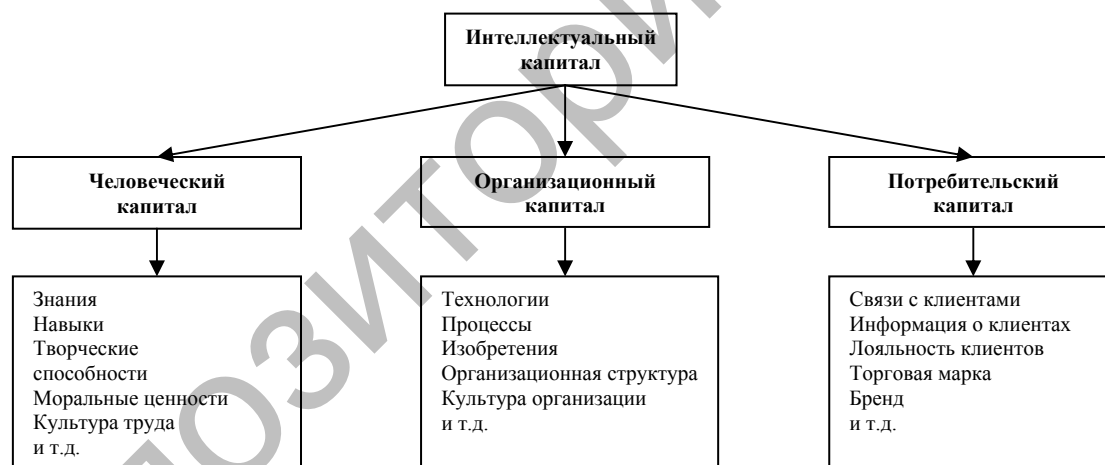 Интеллектуальный
капитал
Человеческий
капитал
Организационный
капитал
Потребительский
капитал
Знания
Навыки
Творческие
способности
Моральные ценности
Культура труда
и т.д.
Технологии
Процессы
Изобретения
Организационная структура
Культура организации
и т.д.
Связи с клиентами
Информация о клиентах
Лояльность клиентов
Торговая марка
Бренд
и т.д.